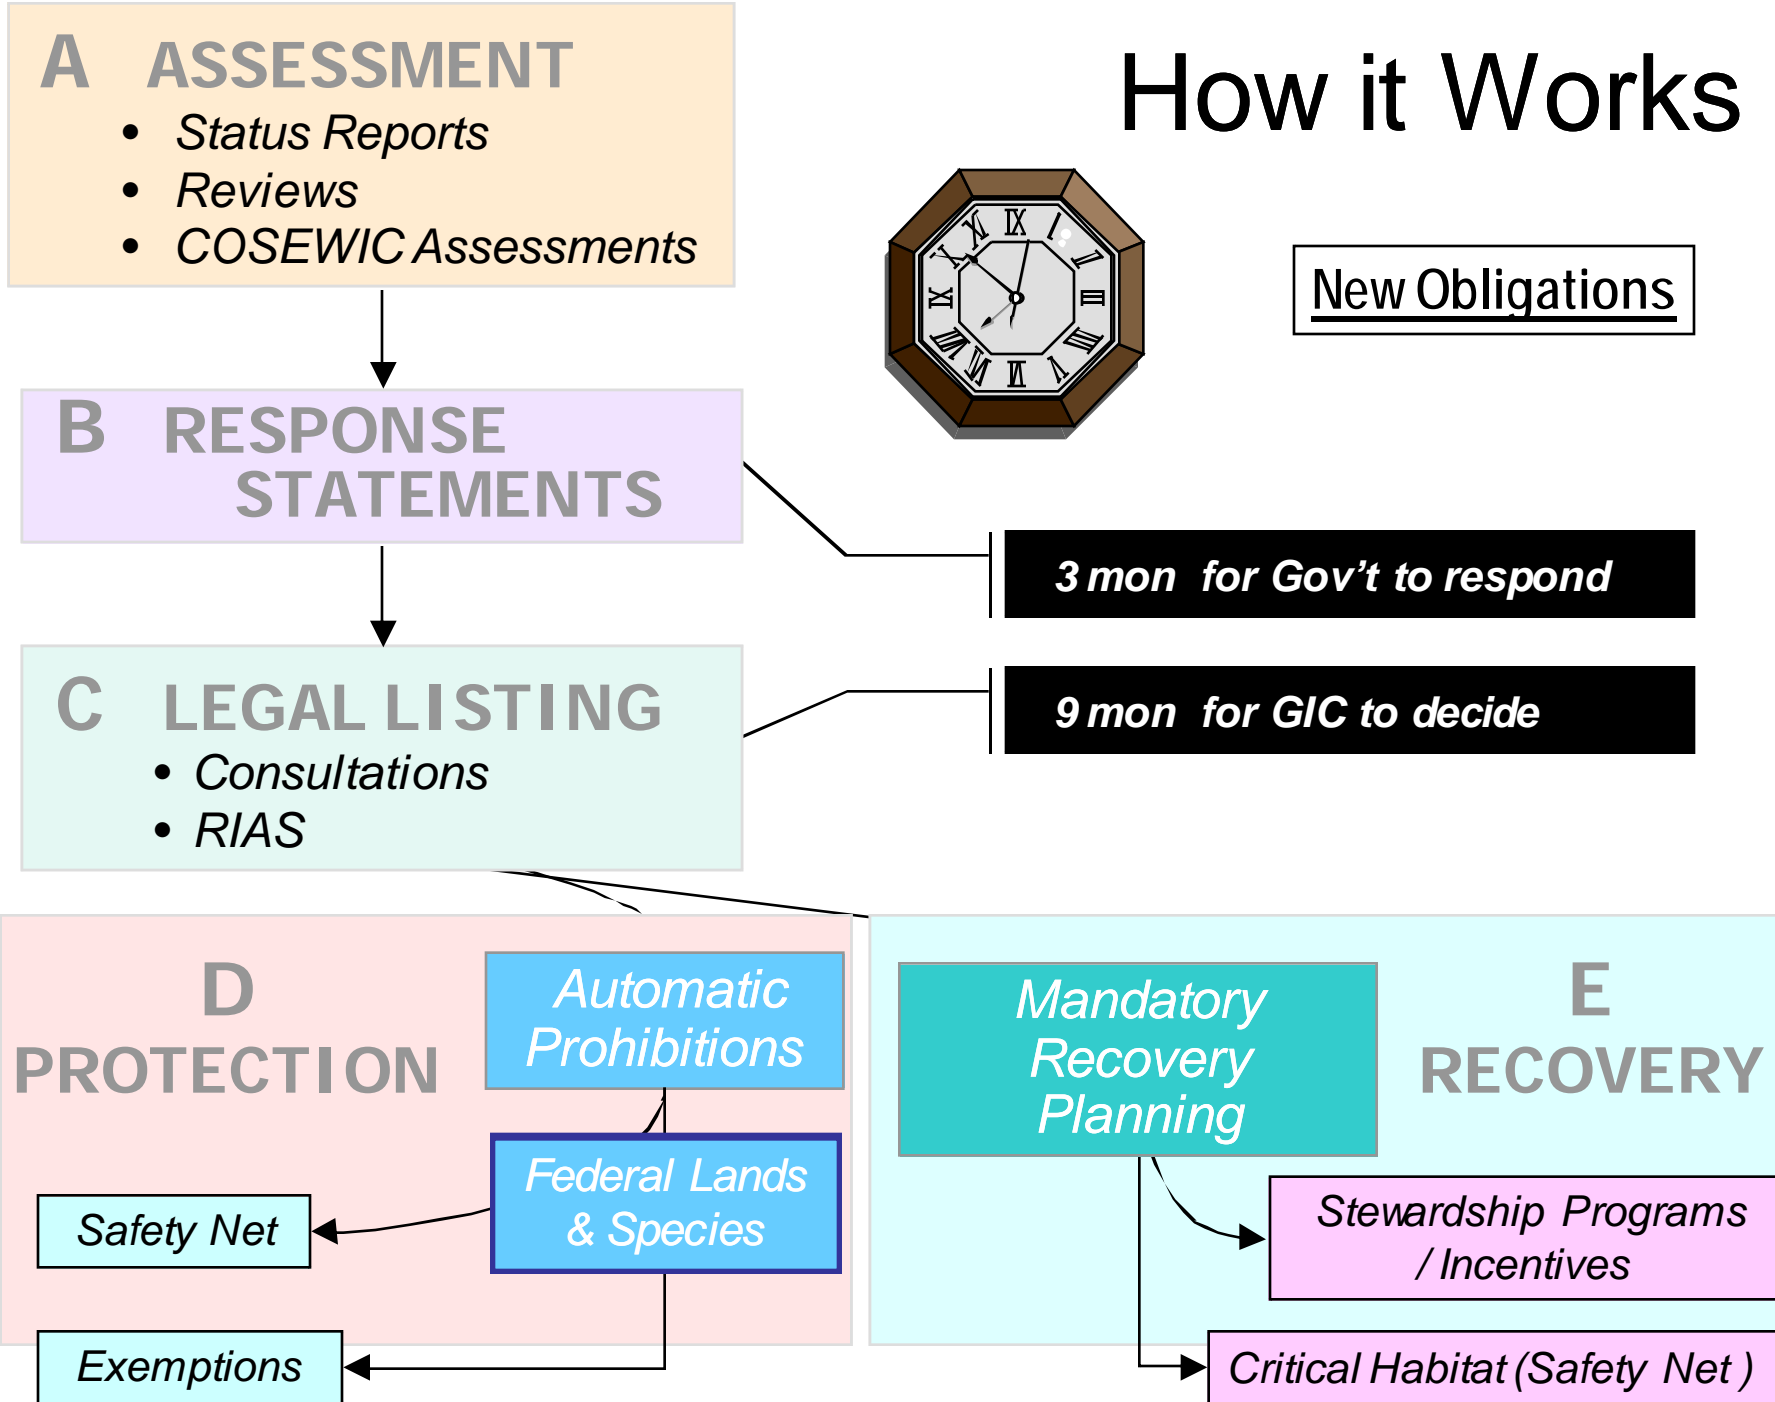 How it Works
A ASSESSMENT
• Status Reports
• Reviews
• COSEWIC Assessments
New Obligations
B RESPONSE
STATEMENTS
3 mon for Gov't to respond
C LEGAL LISTING
• Consultations
• RIAS
9 mon for GIC to decide
D
PROTECTION
Automatic
Prohibitions
Federal Lands
& Species
Safety Net
Exemptions
E
RECOVERY
Mandatory
Recovery
Planning
Stewardship Programs
/ Incentives
Critical Habitat (Safety Net )